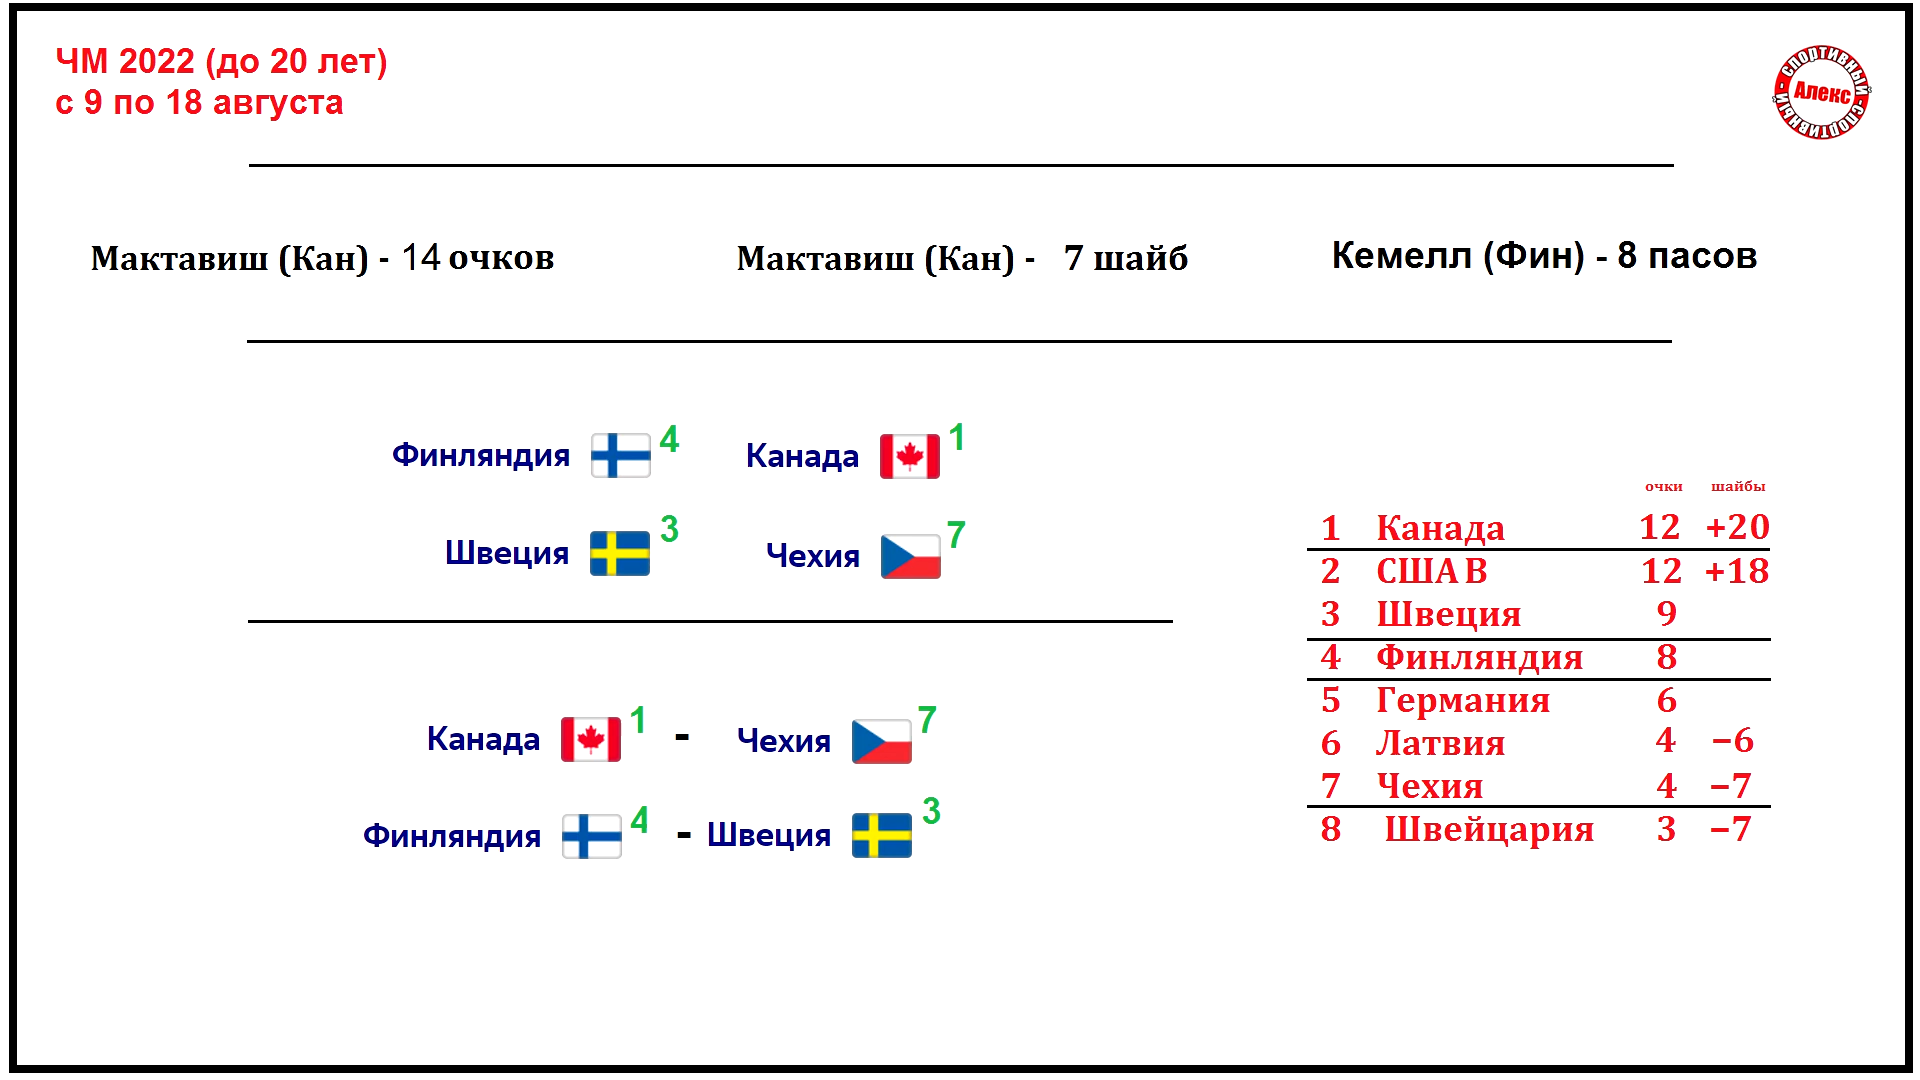 ЧМ 2022 (до 20 лет)
с 9 по 18 августа
СПОРТИВНЫЙ - СПОРТИВНЫЙ -
Алекс
Мактавиш (Кан) - 14 очков
Мактавиш (Кан) - 7 шайб
Кемелл (Фин) - 8 пасов
Финляндия 4 Канада 1
Швеция 3 Чехия 7
Канада 1 - Чехия 7
Финляндия 4 - Швеция 3
очки шайбы
1 Канада 12 +20
2 США В 12 +18
3 Швеция 9
4 Финляндия 8
5 Германия 6
6 Латвия 4 −6
7 Чехия 4 −7
8 Швейцария 3 −7